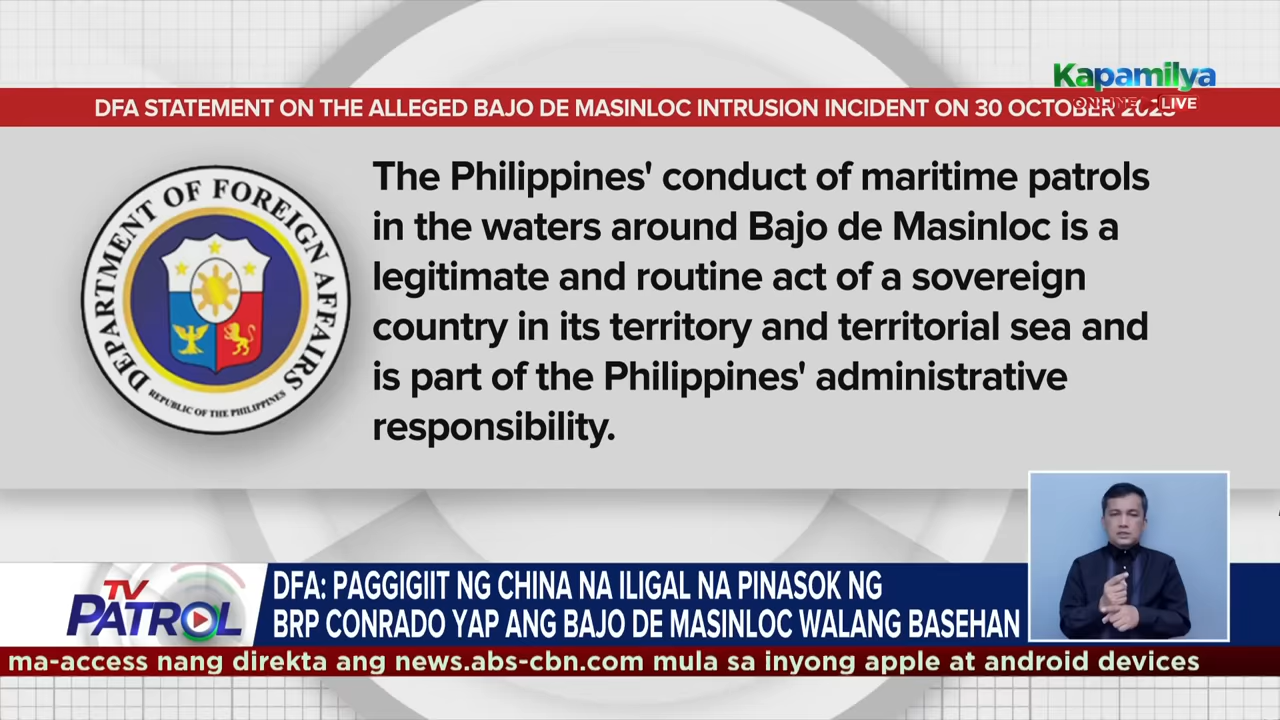 Kapamilya
ONLINE LIVE
DFA STATEMENT ON THE ALLEGED BAJO DE MASINLOC INTRUSION INCIDENT ON 30 OCTOBER 2023
DEPARTMENT OF FOREIGN AFFAIRS
REPUBLIC OF THE PHILIPPINES
The Philippines' conduct of maritime patrols
in the waters around Bajo de Masinloc is a
legitimate and routine act of a sovereign
country in its territory and territorial sea and
is part of the Philippines' administrative
responsibility.
TV
PATROL
DFA: PAGGIGIIT NG CHINA NA ILIGAL NA PINASOK NG
BRP CONRADO YAP ANG BAJO DE MASINLOC WALANG BASEHAN
ma-access nang direkta ang news.abs-cbn.com mula sa inyong apple at android devices